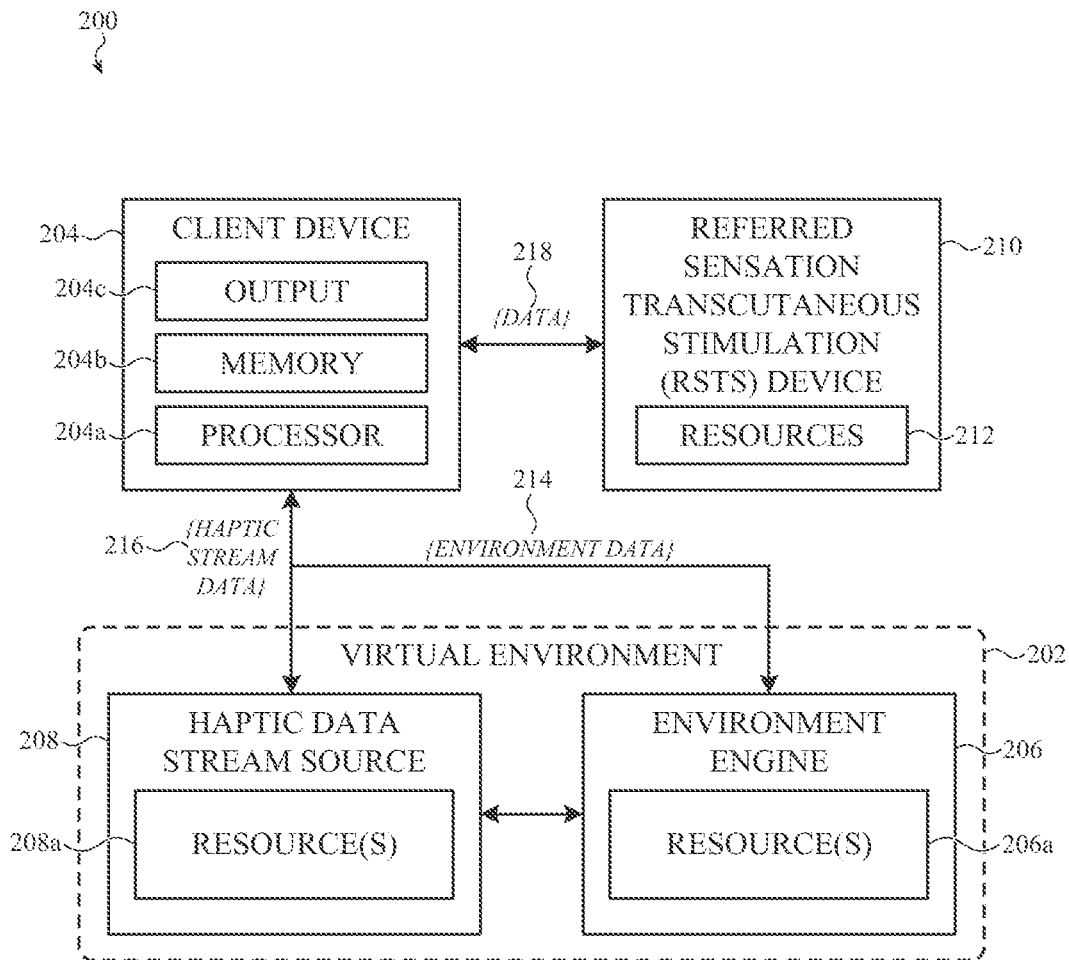 200
204
CLIENT DEVICE
204c
OUTPUT
204b
MEMORY
204a
PROCESSOR
218
{DATA}
REFERRED
SENSATION
TRANSCUTANEOUS
STIMULATION
(RSTS) DEVICE
210
RESOURCES
212
216
{HAPTIC
STREAM
DATA}
214
{ENVIRONMENT DATA}
VIRTUAL ENVIRONMENT
202
208
HAPTIC DATA
STREAM SOURCE
208a
RESOURCE(S)
ENVIRONMENT
ENGINE
206
RESOURCE(S)
206a